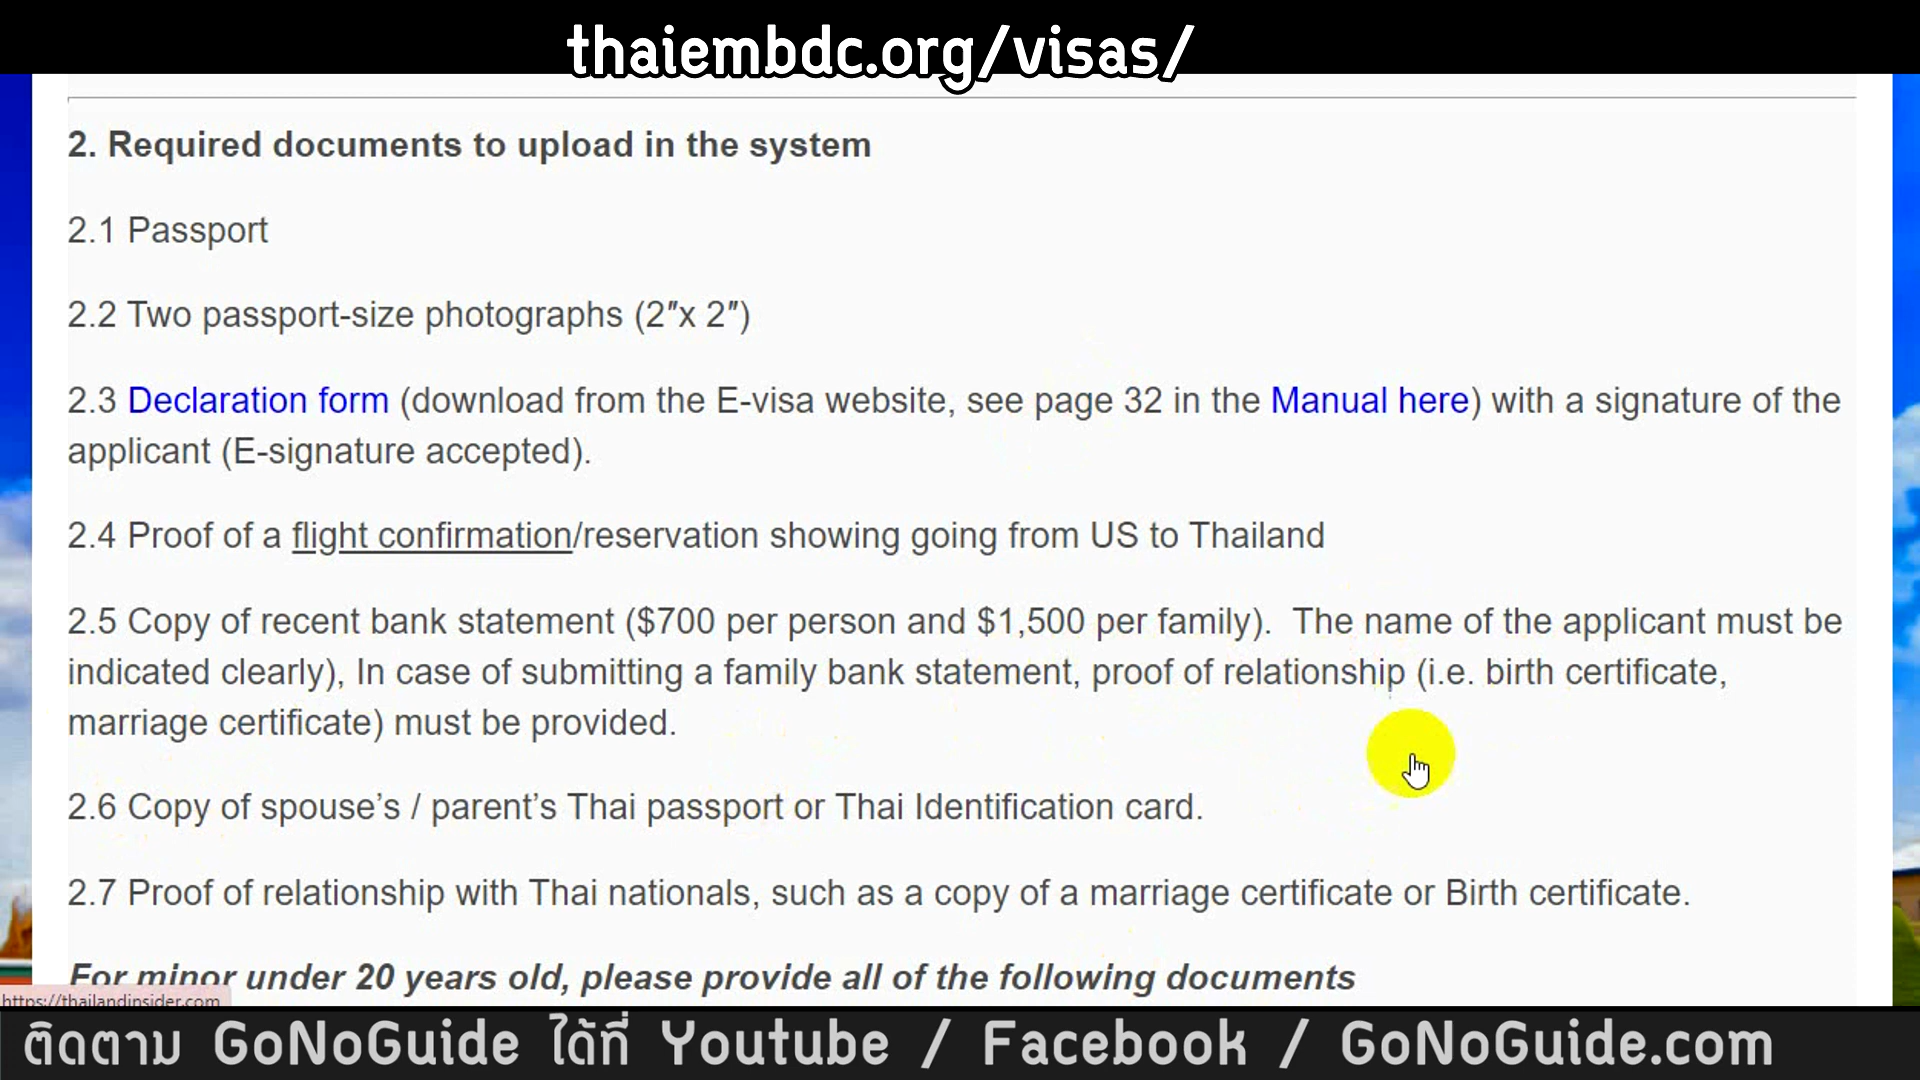 thaiembdc.org/visas/
2. Required documents to upload in the system
2.1 Passport
2.2 Two passport-size photographs (2″x 2″)
2.3 Declaration form (download from the E-visa website, see page 32 in the Manual here) with a signature of the
applicant (E-signature accepted).
2.4 Proof of a flight confirmation/reservation showing going from US to Thailand
2.5 Copy of recent bank statement ($700 per person and $1,500 per family).  The name of the applicant must be
indicated clearly), In case of submitting a family bank statement, proof of relationship (i.e. birth certificate,
marriage certificate) must be provided.
2.6 Copy of spouse’s / parent’s Thai passport or Thai Identification card.
2.7 Proof of relationship with Thai nationals, such as a copy of a marriage certificate or Birth certificate.
For minor under 20 years old, please provide all of the following documents
https://thailandinsider.com
ติดตาม GoNoGuide ได้ที่ Youtube / Facebook / GoNoGuide.com